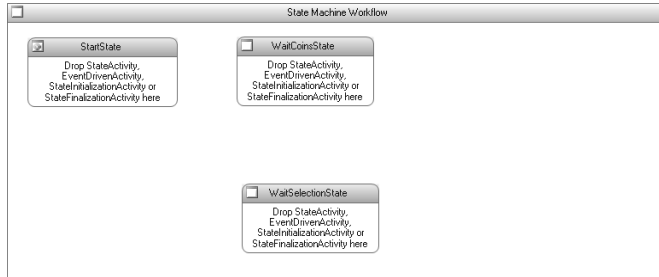 State Machine Workflow
StartState
Drop StateActivity,
EventDrivenActivity,
StateInitializationActivity or
StateFinalizationActivity here
WaitCoinsState
Drop StateActivity,
EventDrivenActivity,
StateInitializationActivity or
StateFinalizationActivity here
WaitSelectionState
Drop StateActivity,
EventDrivenActivity,
StateInitializationActivity or
StateFinalizationActivity here